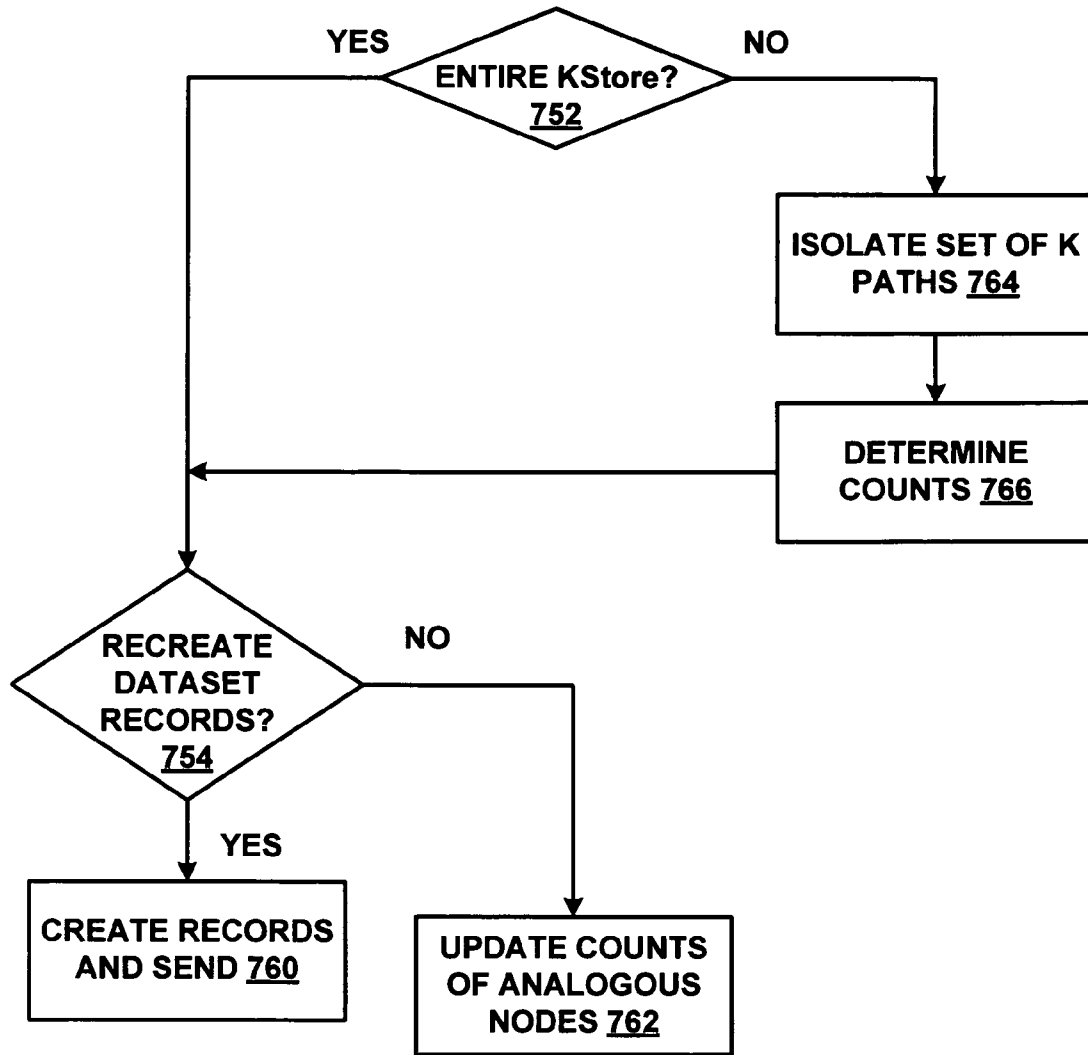 YES
NO
ENTIRE KStore?
752
ISOLATE SET OF K
PATHS 764
DETERMINE
COUNTS 766
RECREATE
DATASET
RECORDS?
754
NO
YES
CREATE RECORDS
AND SEND 760
UPDATE COUNTS
OF ANALOGOUS
NODES 762